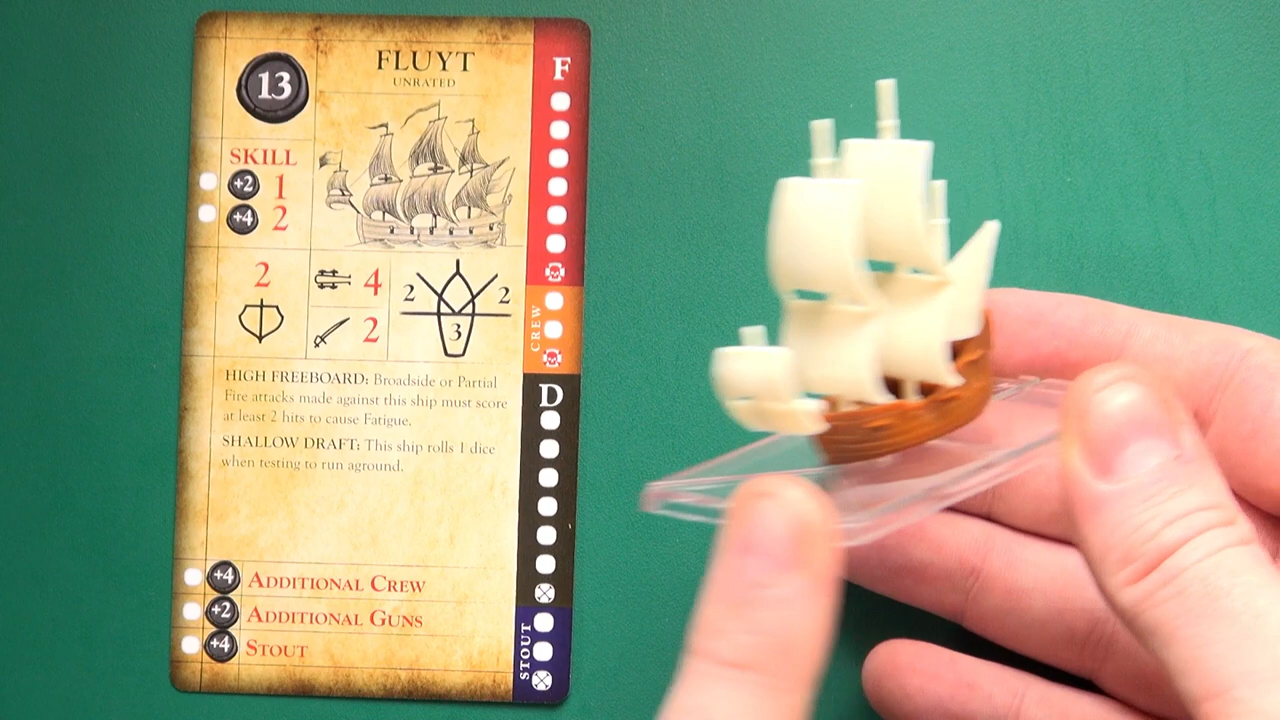 13
FLUYT
UNRATED
SKILL
+2 1
+4 2
2
4
2
2 2
3
HIGH FREEBOARD: Broadside or Partial
Fire attacks made against this ship must score
at least 2 hits to cause Fatigue.
SHALLOW DRAFT: This ship rolls 1 dice
when testing to run aground.
+4 ADDITIONAL CREW
+2 ADDITIONAL GUNS
+4 STOUT
F
CREW
D
STOUT